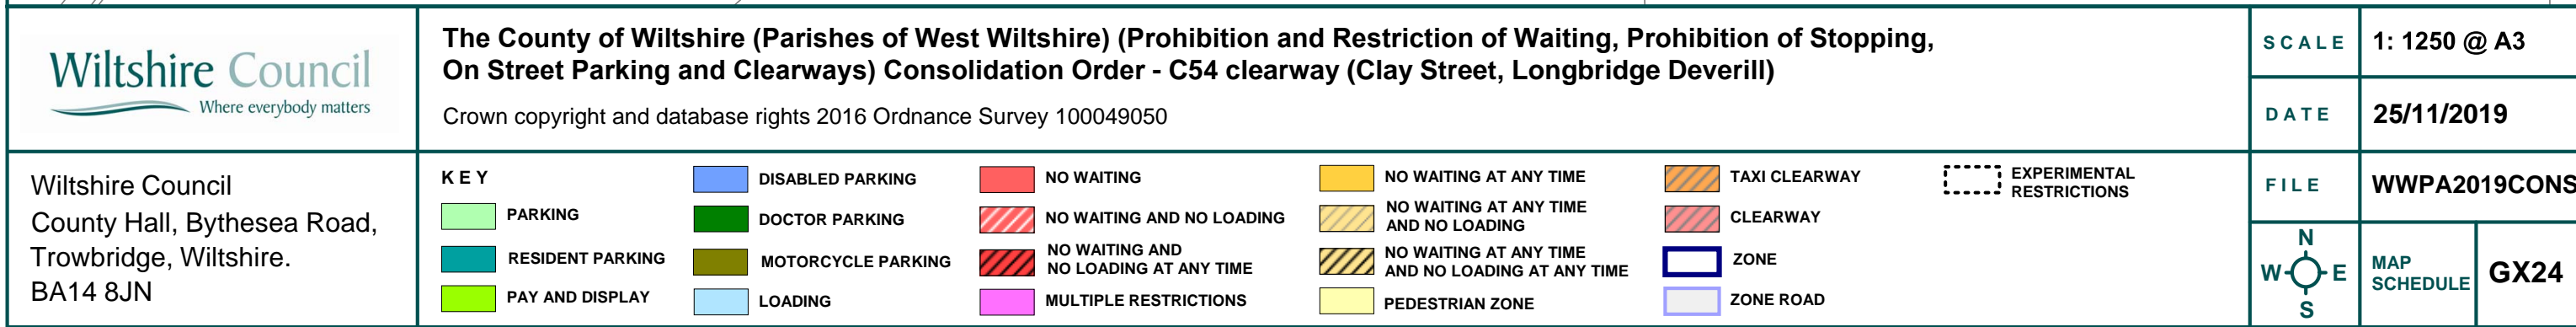 Wiltshire Council
Where everybody matters
The County of Wiltshire (Parishes of West Wiltshire) (Prohibition and Restriction of Waiting, Prohibition of Stopping,
On Street Parking and Clearways) Consolidation Order - C54 clearway (Clay Street, Longbridge Deverill)
Crown copyright and database rights 2016 Ordnance Survey 100049050
SCALE
1: 1250 @ A3
DATE
25/11/2019
Wiltshire Council
County Hall, Bythesea Road,
Trowbridge, Wiltshire.
BA14 8JN
KEY
PARKING
RESIDENT PARKING
PAY AND DISPLAY
DISABLED PARKING
DOCTOR PARKING
MOTORCYCLE PARKING
LOADING
NO WAITING
NO WAITING AND NO LOADING
NO WAITING AND
NO LOADING AT ANY TIME
MULTIPLE RESTRICTIONS
NO WAITING AT ANY TIME
NO WAITING AT ANY TIME
AND NO LOADING
NO WAITING AT ANY TIME
AND NO LOADING AT ANY TIME
PEDESTRIAN ZONE
TAXI CLEARWAY
CLEARWAY
ZONE
ZONE ROAD
EXPERIMENTAL
RESTRICTIONS
FILE
WWPA2019CONS
N
W E
S
MAP
SCHEDULE
GX24